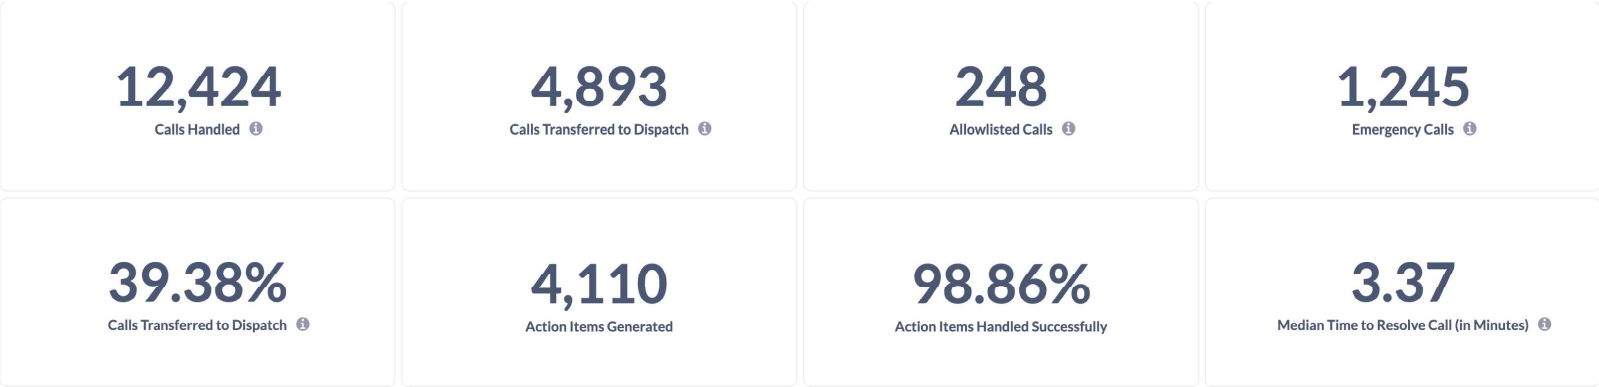 12,424
Calls Handled
4,893
Calls Transferred to Dispatch
248
Allowlisted Calls
1,245
Emergency Calls
39.38%
Calls Transferred to Dispatch
4,110
Action Items Generated
98.86%
Action Items Handled Successfully
3.37
Median Time to Resolve Call (in Minutes)